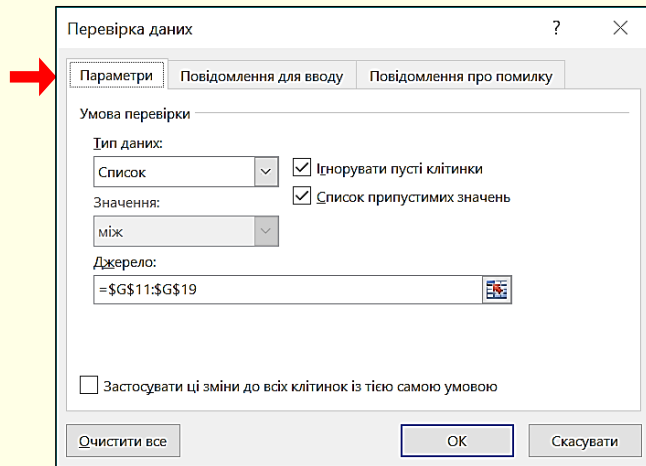 Перевірка даних
?
Параметри
Повідомлення для вводу
Повідомлення про помилку
Умова перевірки
Тип даних:
Список
Ігнорувати пусті клітинки
Список припустимих значень
Значення:
між
Джерело:
=$G$11:$G$19
Застосувати ці зміни до всіх клітинок із тією самою умовою
Очистити все
ОК
Скасувати